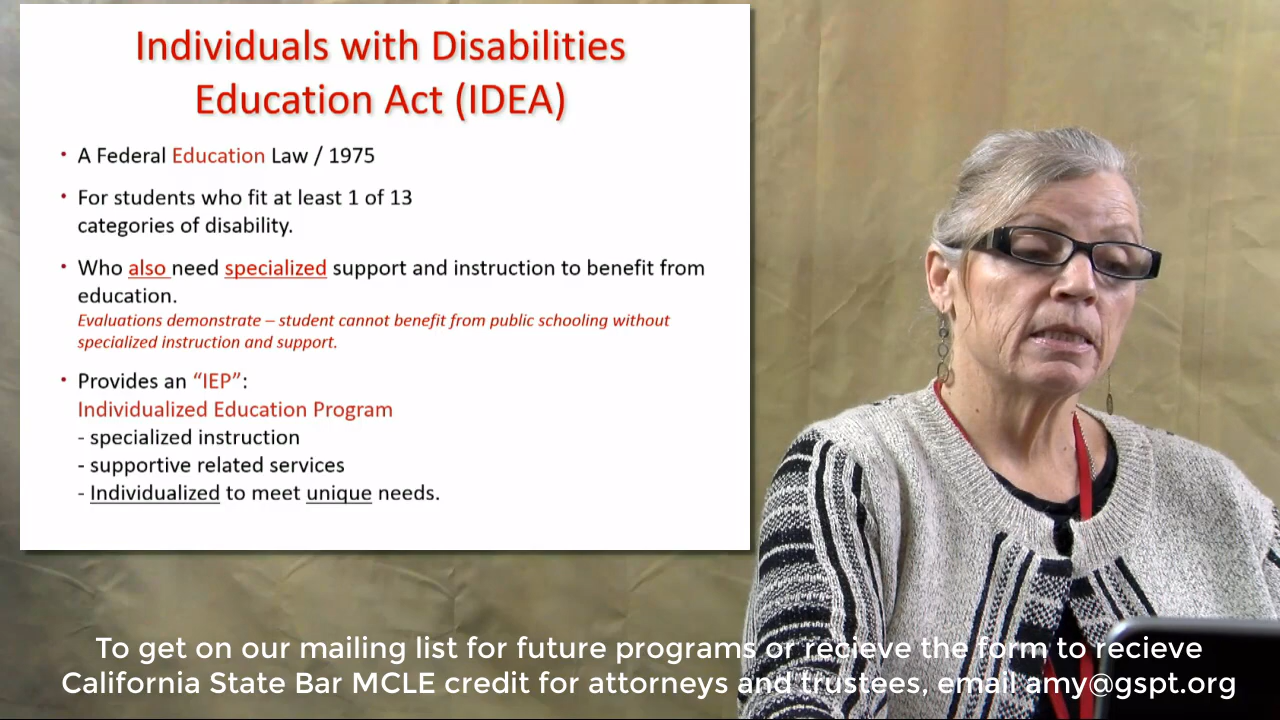 Individuals with Disabilities
Education Act (IDEA)
• A Federal Education Law / 1975
• For students who fit at least 1 of 13
categories of disability.
• Who also need specialized support and instruction to benefit from
education.
Evaluations demonstrate – student cannot benefit from public schooling without
specialized instruction and support.
• Provides an “IEP”:
Individualized Education Program
- specialized instruction
- supportive related services
- Individualized to meet unique needs.
To get on our mailing list for future programs or recieve the form to recieve
California State Bar MCLE credit for attorneys and trustees, email amy@gspt.org